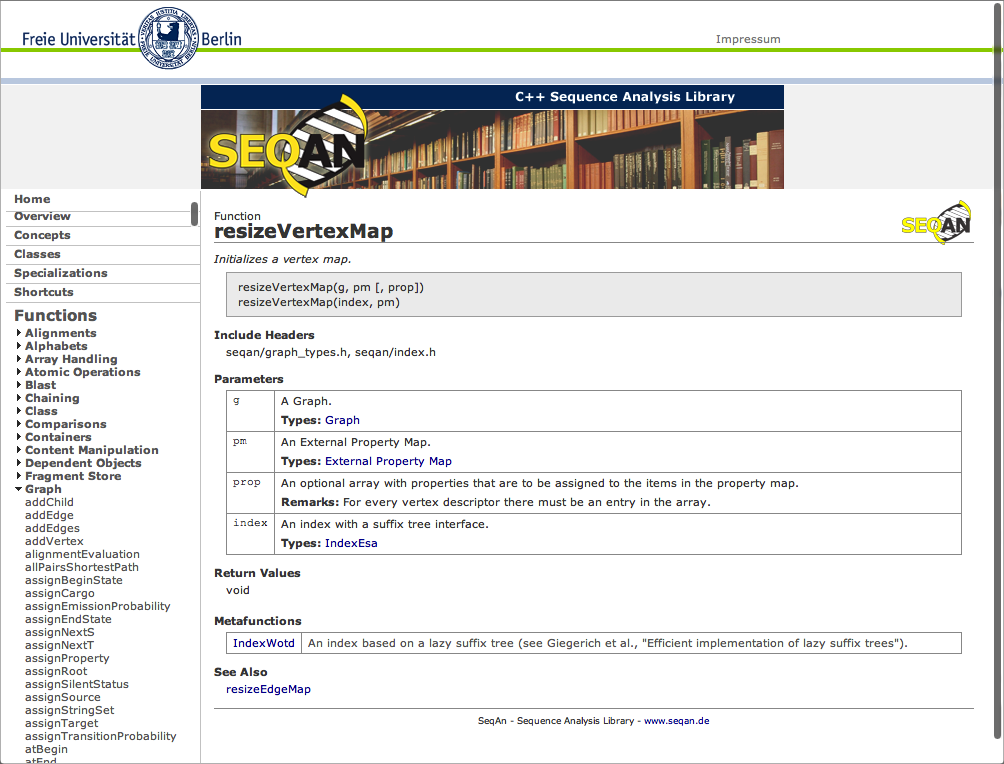 Freie Universität Berlin
Impressum
C++ Sequence Analysis Library
SEQAN
Home
Overview
Concepts
Classes
Specializations
Shortcuts
Functions
Alignments
Alphabets
Array Handling
Atomic Operations
Blast
Chaining
Class
Comparisons
Containers
Content Manipulation
Dependent Objects
Fragment Store
Graph
addChild
addEdge
addEdges
addVertex
alignmentEvaluation
allPairsShortestPath
assignBeginState
assignCargo
assignEmissionProbability
assignEndState
assignNextS
assignNextT
assignProperty
assignRoot
assignSilentStatus
assignSource
assignStringSet
assignTarget
assignTransitionProbability
atBegin
atEnd
Function
resizeVertexMap
SEQAN
Initializes a vertex map.
resizeVertexMap(g, pm [, prop])
resizeVertexMap(index, pm)
Include Headers
seqan/graph_types.h, seqan/index.h
Parameters
g A Graph.
Types: Graph
pm An External Property Map.
Types: External Property Map
prop An optional array with properties that are to be assigned to the items in the property map.
Remarks: For every vertex descriptor there must be an entry in the array.
index An index with a suffix tree interface.
Types: IndexEsa
Return Values
void
Metafunctions
IndexWotd An index based on a lazy suffix tree (see Giegerich et al., "Efficient implementation of lazy suffix trees").
See Also
resizeEdgeMap
SeqAn - Sequence Analysis Library - www.seqan.de